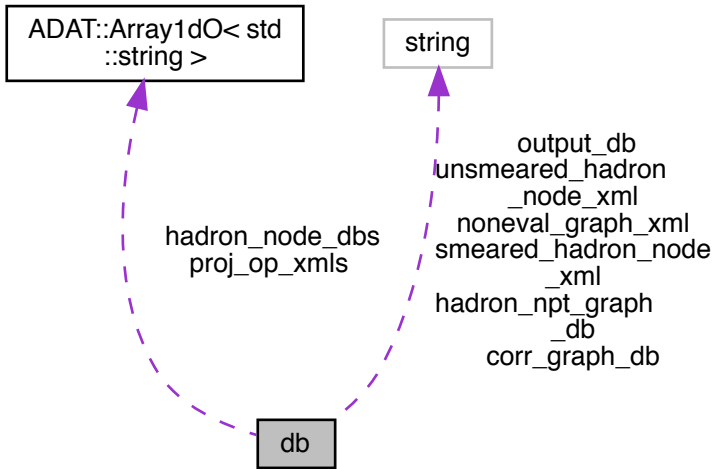 ADAT::Array1dO< std
::string >
string
hadron_node_dbs
proj_op_xmls
output_db
unsmeared_hadron
_node_xml
noneval_graph_xml
smeared_hadron_node
_xml
hadron_npt_graph
_db
corr_graph_db
db